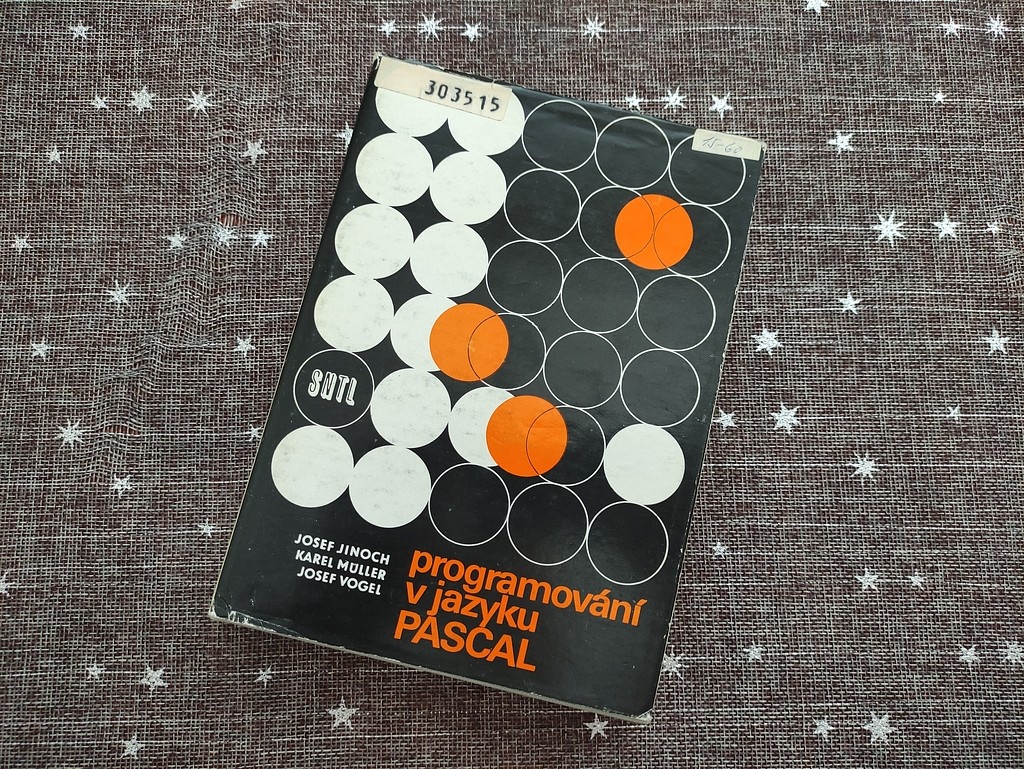 303515
SNTL
JOSEF JINOCH
KAREL MÜLLER
JOSEF VOGEL
programování
v jazyku
PASCAL